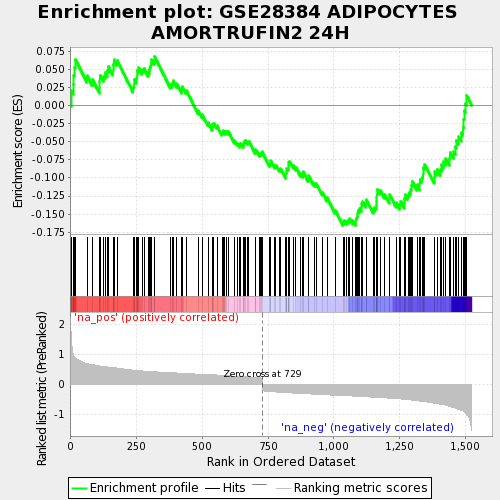 Enrichment plot: GSE28384 ADIPOCYTES
AMORTRUFIN2 24H
Enrichment score (ES)
0.075
0.050
0.025
0.000
-0.025
-0.050
-0.075
-0.100
-0.125
-0.150
-0.175
'na_pos' (positively correlated)
Ranked list metric (PreRanked)
2
1
0
-1
Zero cross at 729
'na_neg' (negatively correlated)
0
250
500
750
1,000
1,250
1,500
Rank in Ordered Dataset
Enrichment profile
Hits
Ranking metric scores